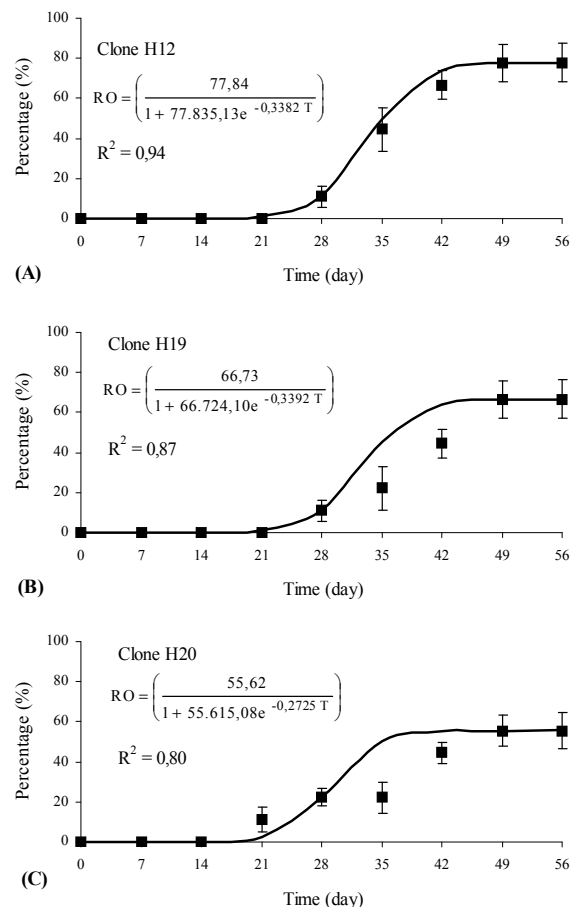 100
80
60
40
20
0
Percentage (%)
Clone H12
RO = ( 77,84 / 1 + 77.835,13e^-0,3382 T )
R² = 0,94
0 7 14 21 28 35 42 49 56
(A) Time (day)
100
80
60
40
20
0
Percentage (%)
Clone H19
RO = ( 66,73 / 1 + 66.724,10e^-0,3392 T )
R² = 0,87
0 7 14 21 28 35 42 49 56
(B) Time (day)
100
80
60
40
20
0
Percentage (%)
Clone H20
RO = ( 55,62 / 1 + 55.615,08e^-0,2725 T )
R² = 0,80
0 7 14 21 28 35 42 49 56
(C) Time (day)